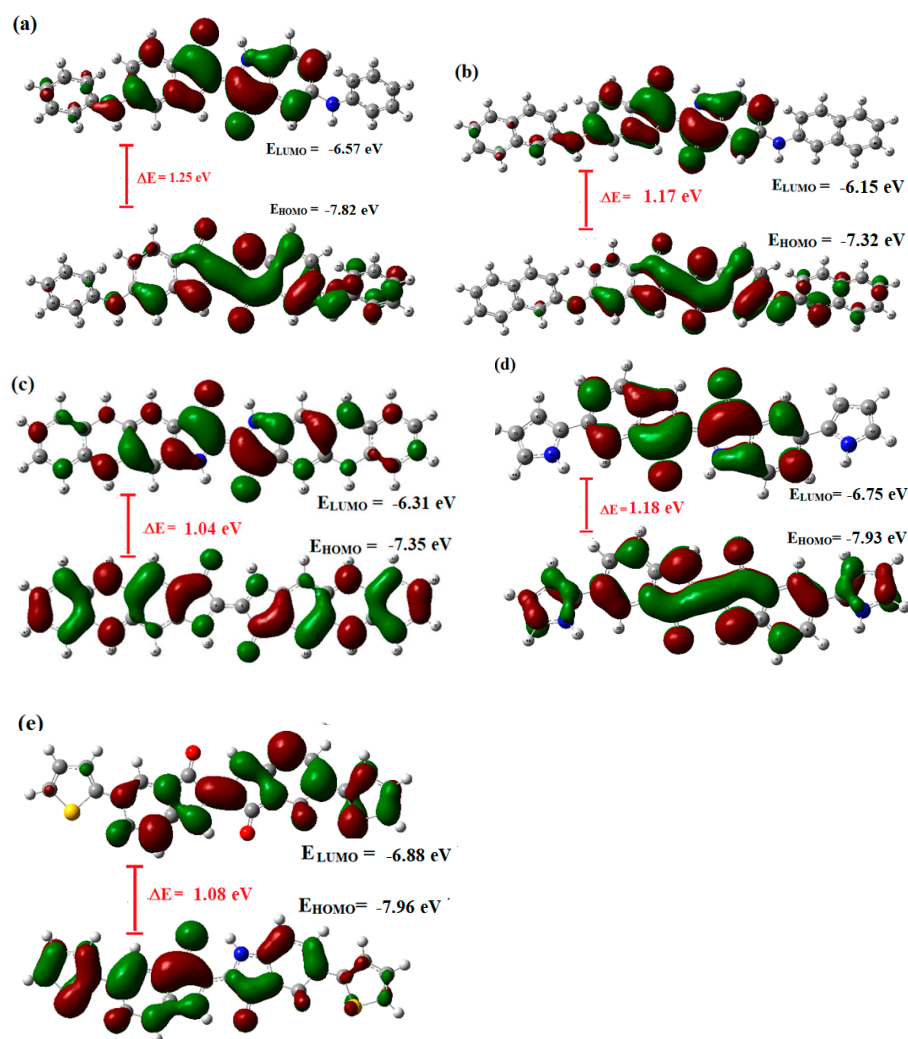 (a)
E_LUMO = -6.57 eV
ΔE = 1.25 eV
E_HOMO = -7.82 eV
(b)
E_LUMO = -6.15 eV
ΔE = 1.17 eV
E_HOMO = -7.32 eV
(c)
E_LUMO = -6.31 eV
ΔE = 1.04 eV
E_HOMO = -7.35 eV
(d)
E_LUMO= -6.75 eV
ΔE = 1.18 eV
E_HOMO= -7.93 eV
(e)
E_LUMO = -6.88 eV
ΔE = 1.08 eV
E_HOMO= -7.96 eV